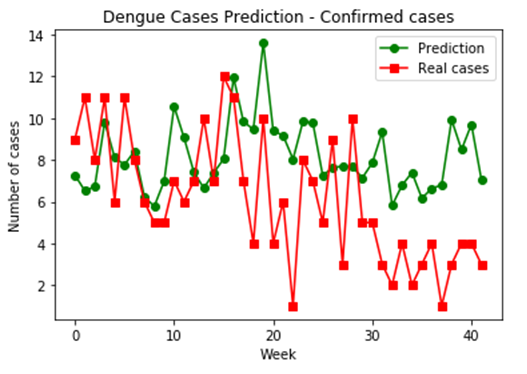 Dengue Cases Prediction - Confirmed cases
14
12
10
8
6
4
2
Number of cases
Prediction
Real cases
0
10
20
30
40
Week